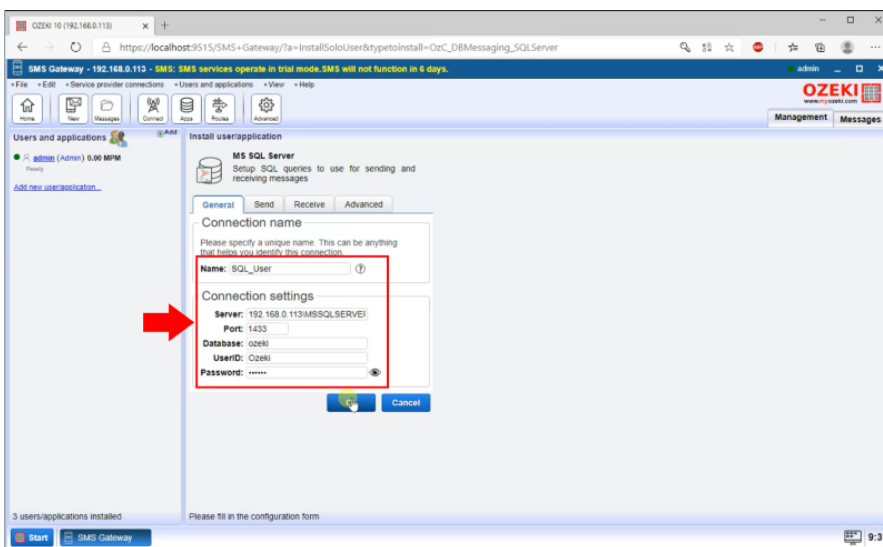 OZEKI 10 (192.168.0.113)
https://localhost:9515/SMS+Gateway/?a=InstallSoloUser&typetoinstall=OzC_DBMessaging_SQLServer
SMS Gateway - 192.168.0.113 - SMS: SMS services operate in trial mode.SMS will not function in 6 days.
admin
File Edit Service provider connections Users and applications View Help
OZEKI
www.myozeki.com
Home New Messages Connect Apps Routes Advanced
Management Messages
Users and applications Add
admin (Admin) 0.00 MPM
Ready
Add new user/application...
Install user/application
MS SQL Server
Setup SQL queries to use for sending and
receiving messages
General Send Receive Advanced
Connection name
Please specify a unique name. This can be anything
that helps you identify this connection.
Name: SQL_User
Connection settings
Server: 192.168.0.113\MSSQLSERVER
Port: 1433
Database: ozeki
UserID: Ozeki
Password: ••••••
Cancel
3 users/applications installed
Please fill in the configuration form
Start SMS Gateway
9:3